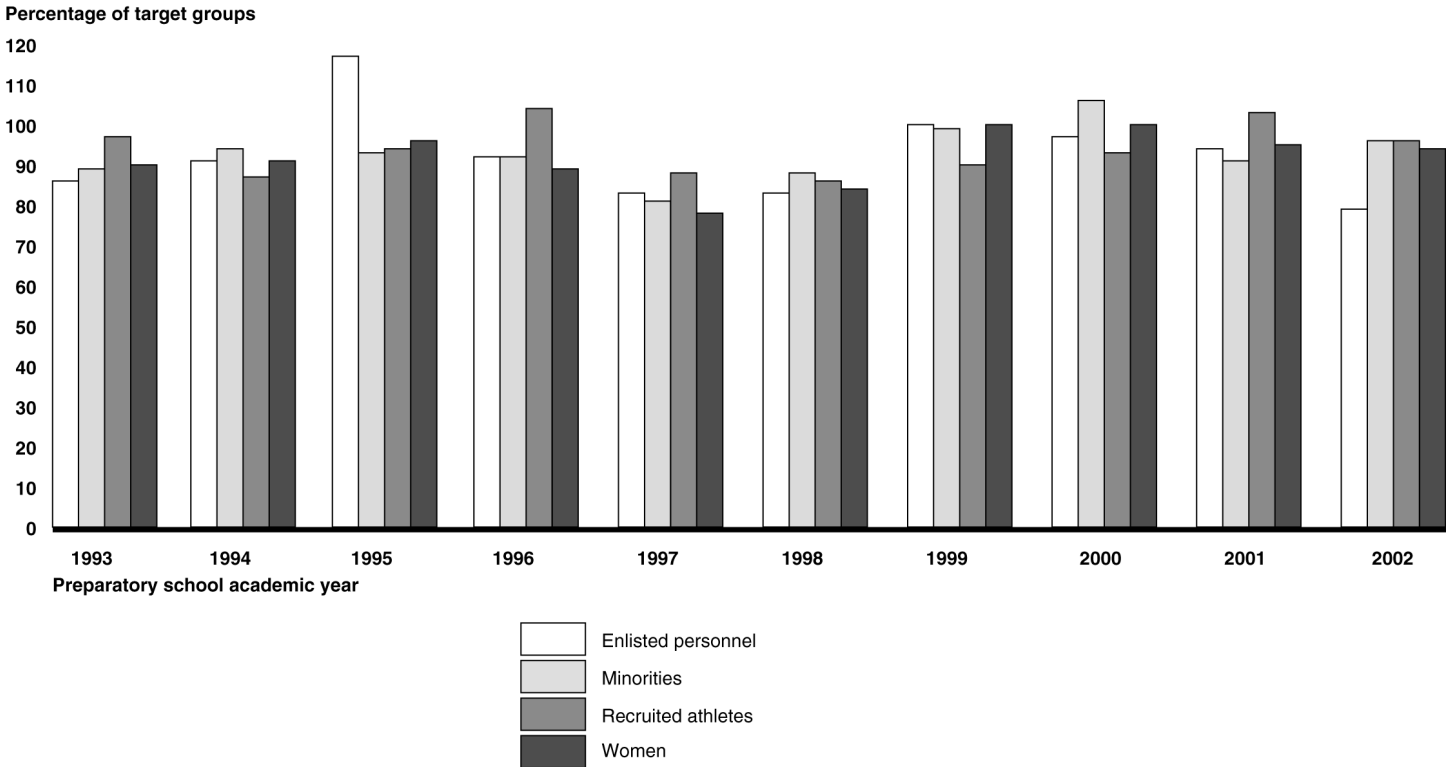 Percentage of target groups
120
110
100
90
80
70
60
50
40
30
20
10
0
1993 1994 1995 1996 1997 1998 1999 2000 2001 2002
Preparatory school academic year
Enlisted personnel
Minorities
Recruited athletes
Women